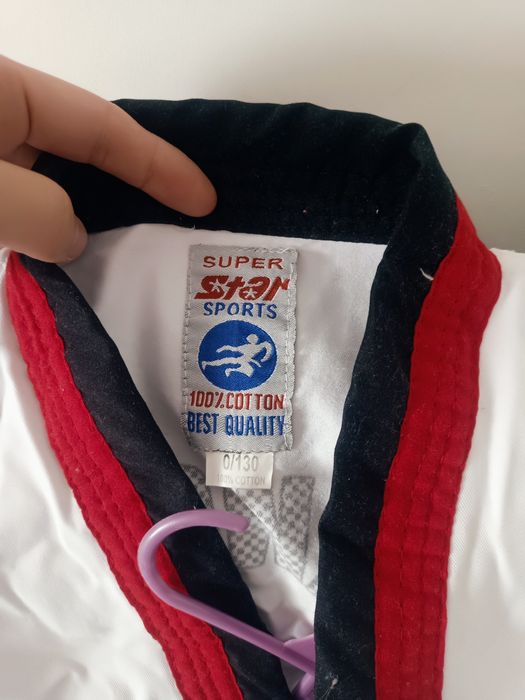 SUPER
Star
SPORTS
100% COTTON
BEST QUALITY
0/130
100% COTTON